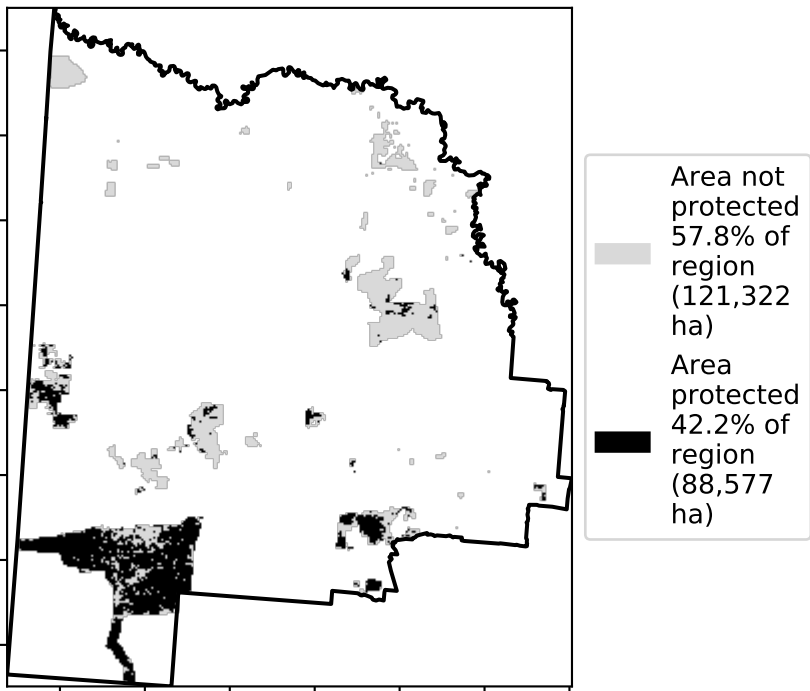 Area not
protected
57.8% of
region
(121,322
ha)
Area
protected
42.2% of
region
(88,577
ha)